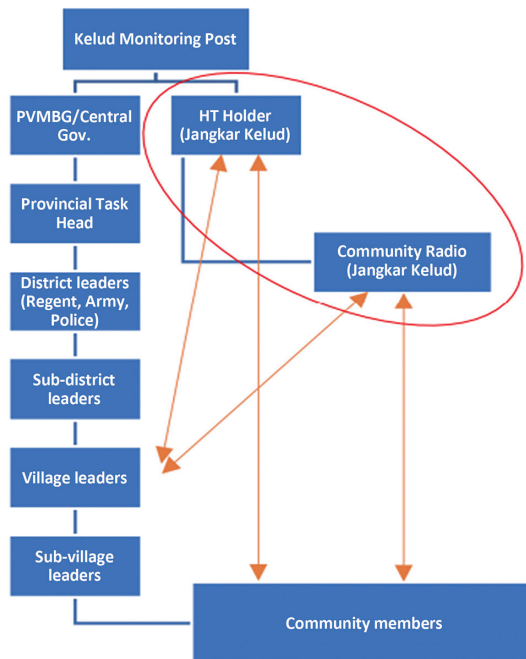 Kelud Monitoring Post
PVMBG/Central
Gov.
HT Holder
(Jangkar Kelud)
Provincial Task
Head
Community Radio
(Jangkar Kelud)
District leaders
(Regent, Army,
Police)
Sub-district
leaders
Village leaders
Sub-village
leaders
Community members